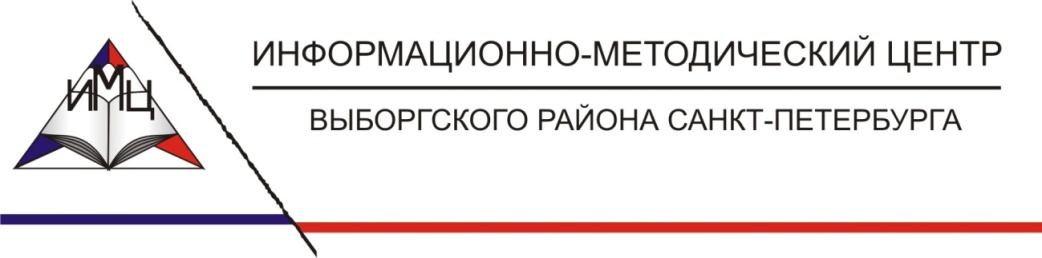 ИМЦ
ИНФОРМАЦИОННО-МЕТОДИЧЕСКИЙ ЦЕНТР
ВЫБОРГСКОГО РАЙОНА САНКТ-ПЕТЕРБУРГА